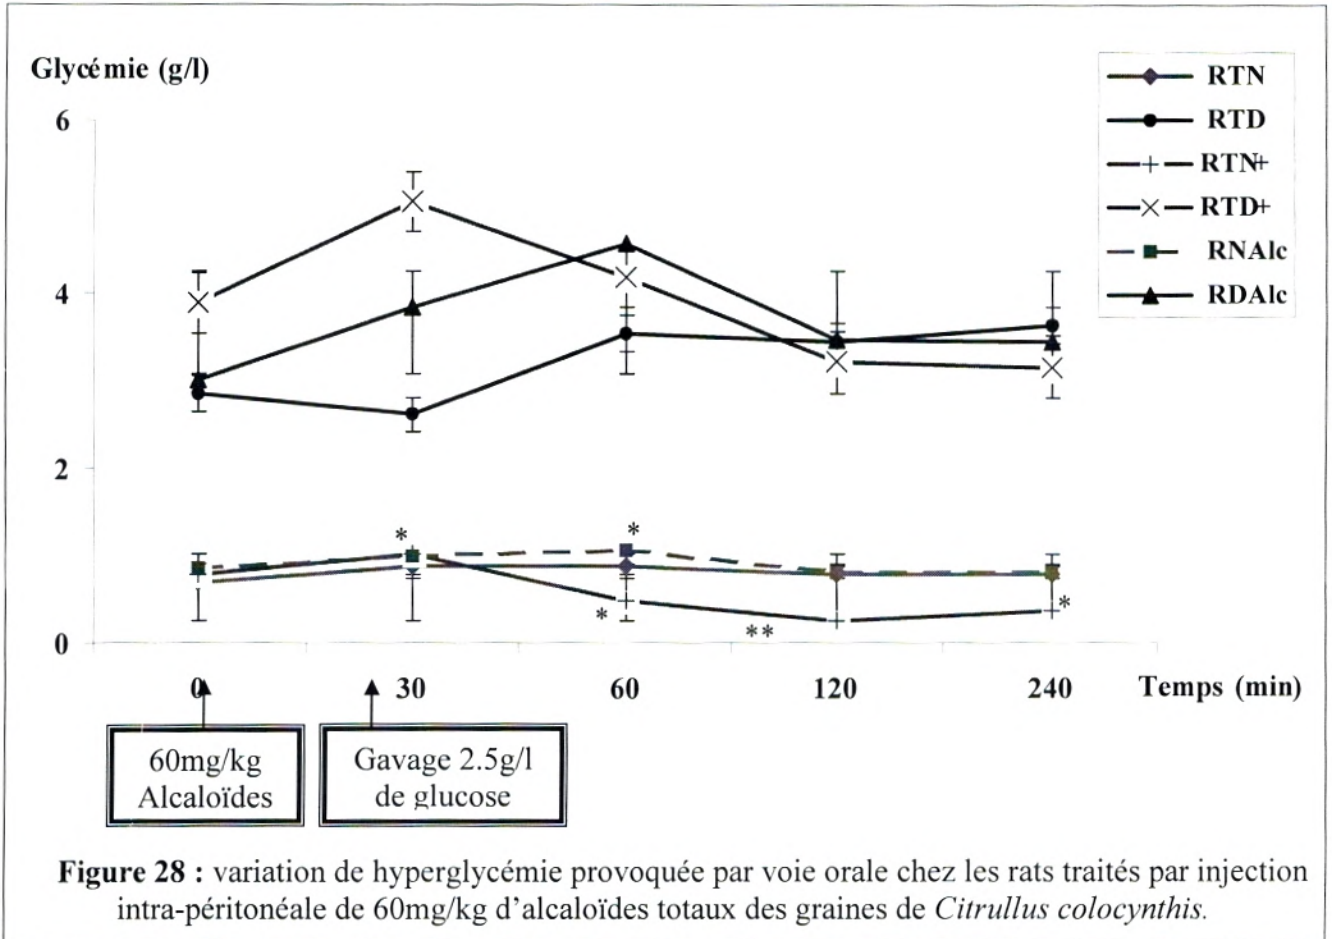 Glycémie (g/l)
RTN
RTD
RTN+
RTD+
RNAlc
RDAlc
6
4
2
0
*
*
*
**
*
0
30
60
120
240
Temps (min)
60mg/kg
Alcaloïdes
Gavage 2.5g/l
de glucose
Figure 28 : variation de hyperglycémie provoquée par voie orale chez les rats traités par injection
intra-péritonéale de 60mg/kg d'alcaloïdes totaux des graines de Citrullus colocynthis.